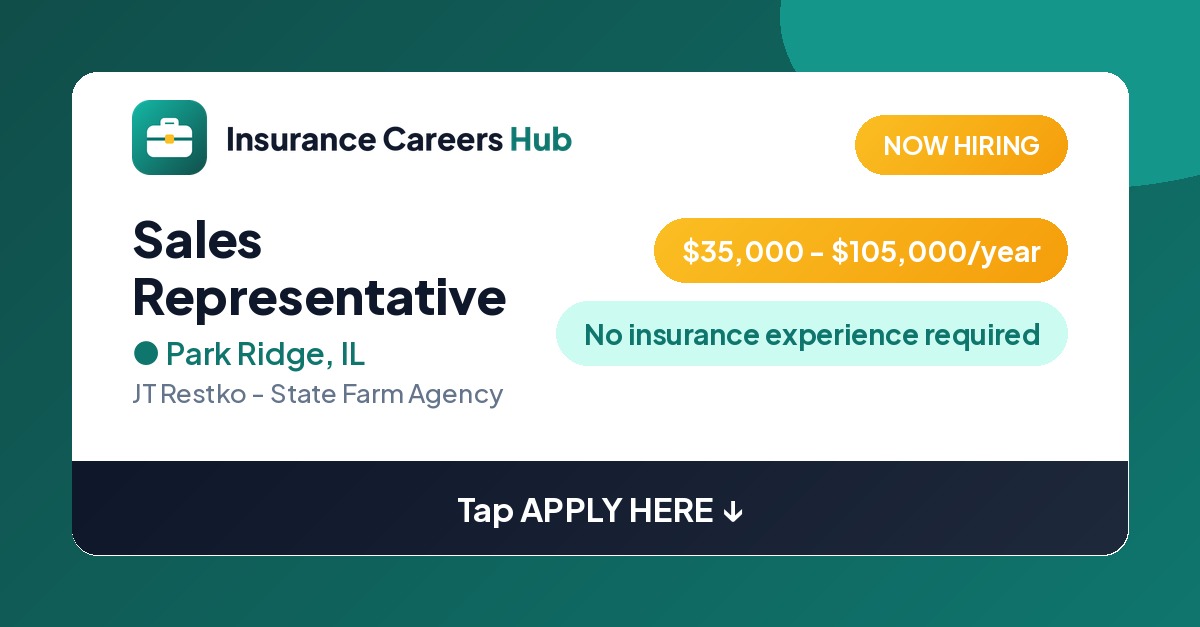 Insurance Careers Hub
NOW HIRING
Sales
Representative
Park Ridge, IL
JT Restko - State Farm Agency
$35,000 - $105,000/year
No insurance experience required
Tap APPLY HERE ↓